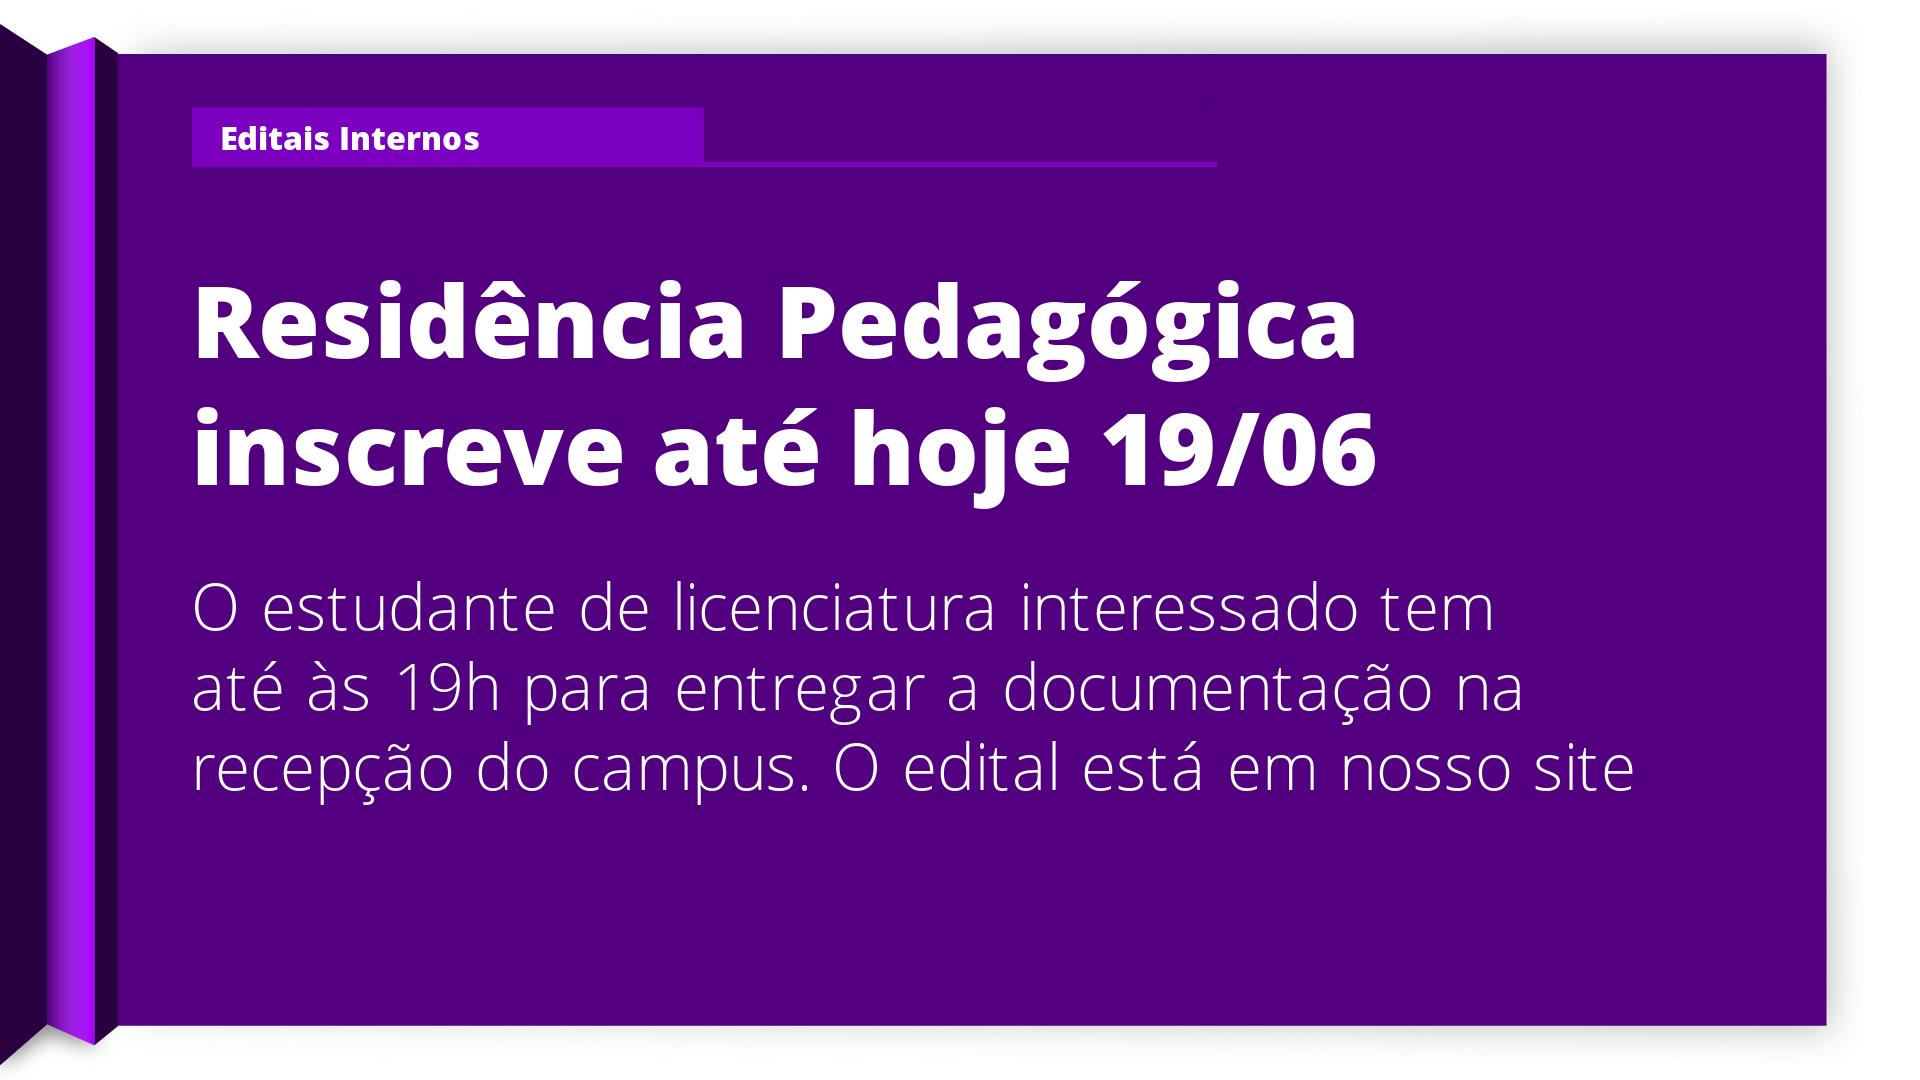 Editais Internos
Residência Pedagógica
inscreve até hoje 19/06
O estudante de licenciatura interessado tem
até às 19h para entregar a documentação na
recepção do campus. O edital está em nosso site